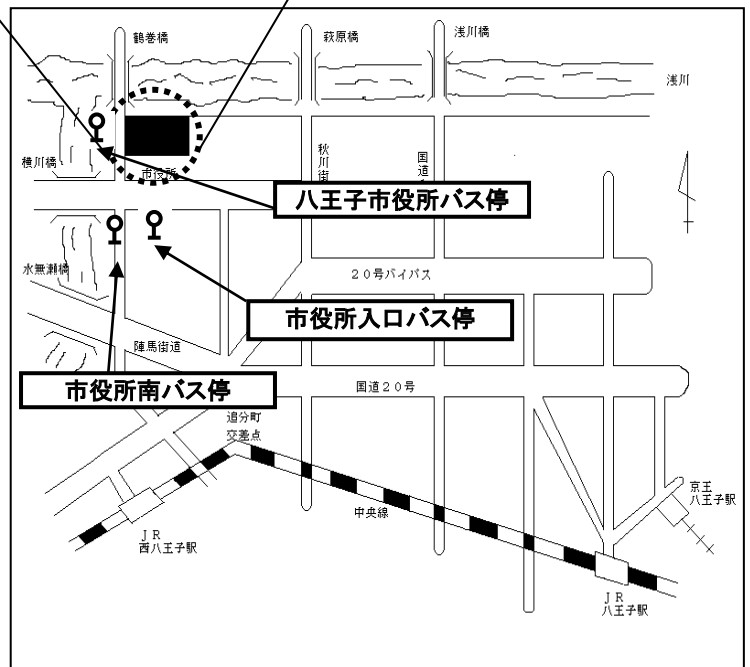 鶴巻橋
萩原橋
浅川橋
浅川
横川橋
市役所
秋川街
国道
八王子市役所バス停
水無瀬橋
20号バイパス
市役所入口バス停
陣馬街道
市役所南バス停
国道20号
追分町
交差点
中央線
京王
八王子駅
JR
西八王子駅
JR
八王子駅